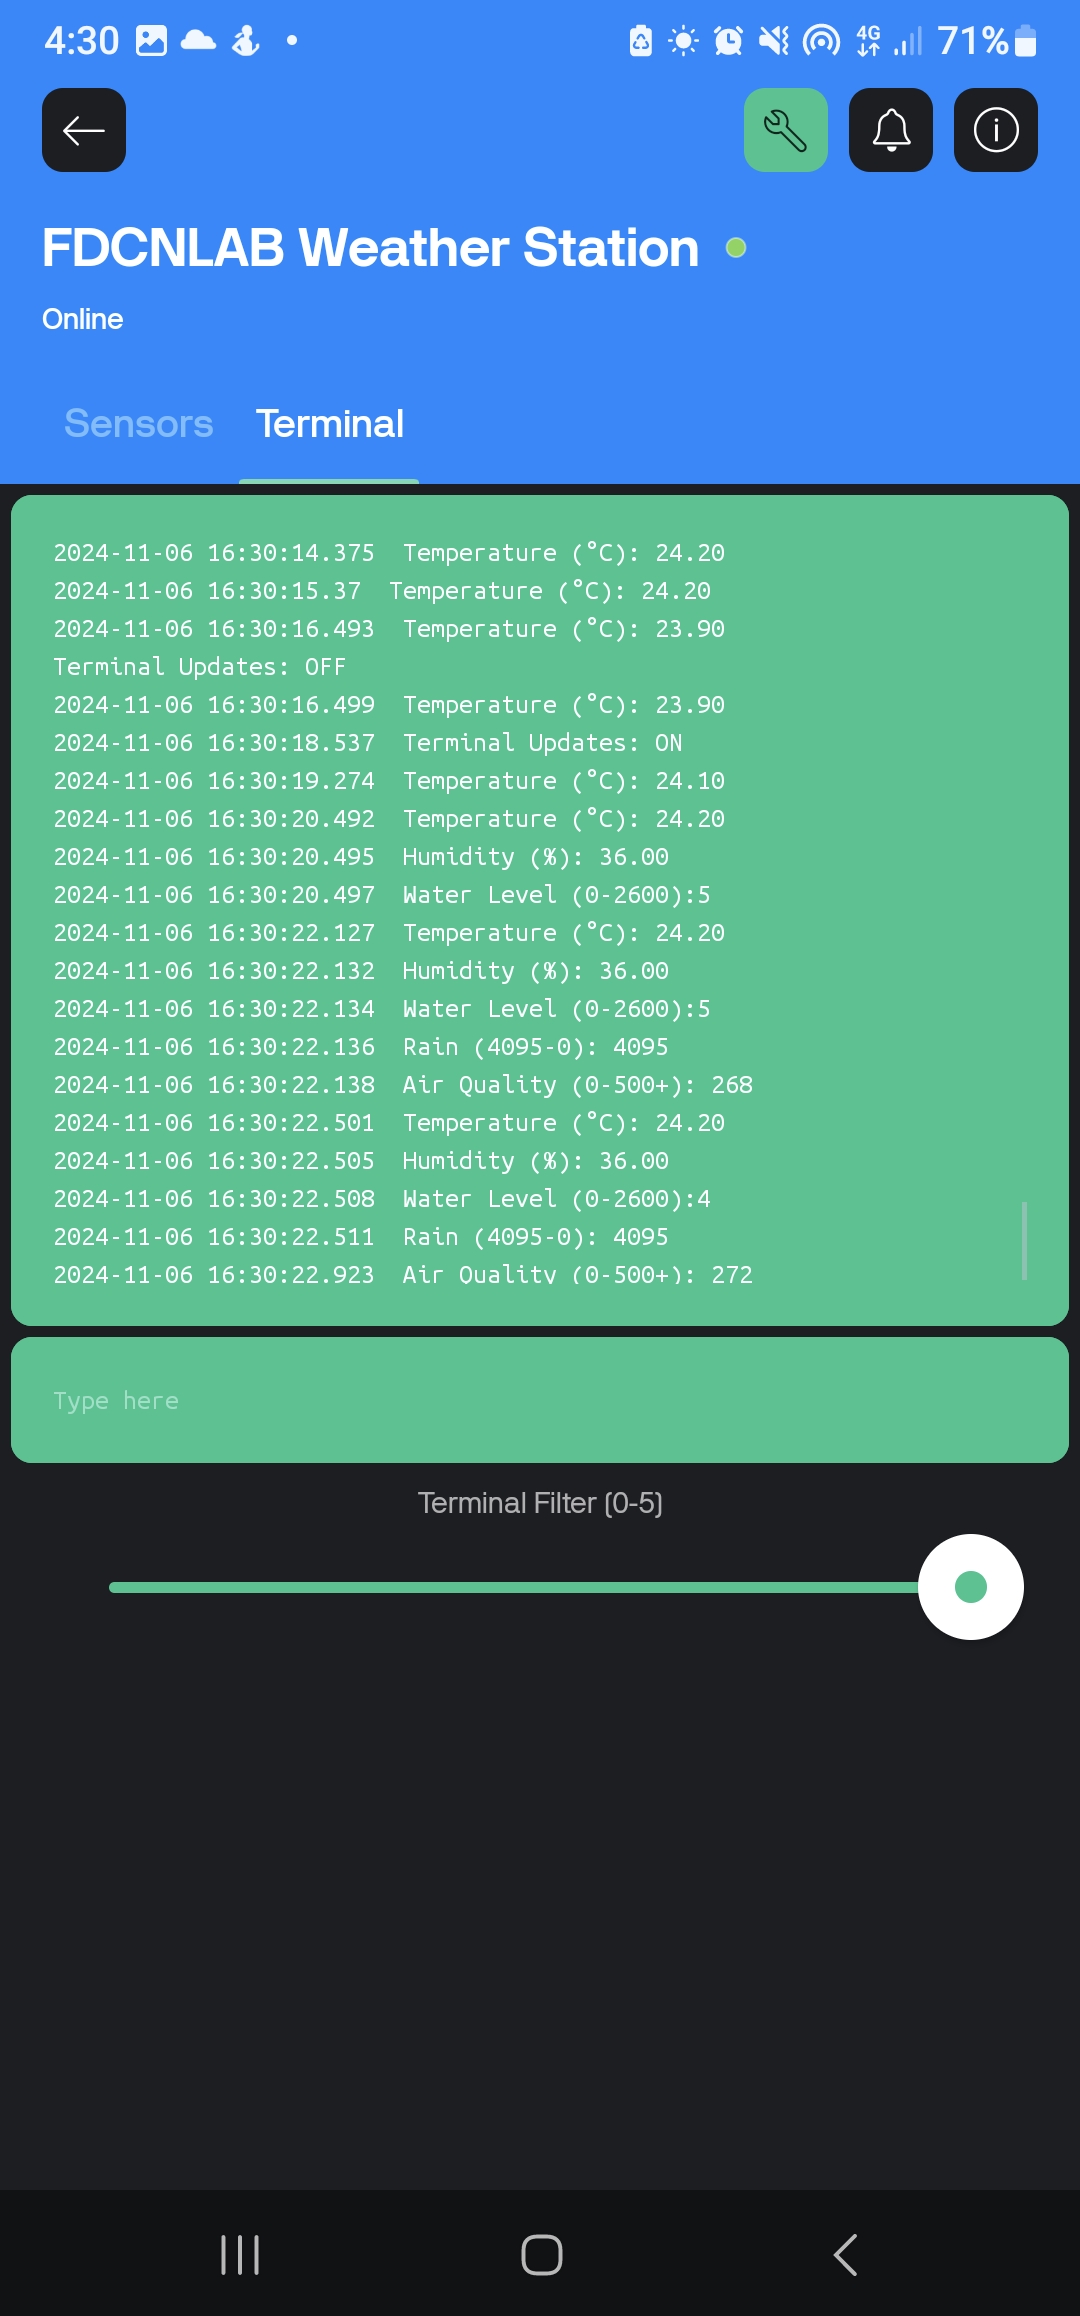 4:30 4G 71%
FDCNLAB Weather Station
Online
Sensors Terminal
2024-11-06 16:30:14.375  Temperature (°C): 24.20
2024-11-06 16:30:15.37  Temperature (°C): 24.20
2024-11-06 16:30:16.493  Temperature (°C): 23.90
Terminal Updates: OFF
2024-11-06 16:30:16.499  Temperature (°C): 23.90
2024-11-06 16:30:18.537  Terminal Updates: ON
2024-11-06 16:30:19.274  Temperature (°C): 24.10
2024-11-06 16:30:20.492  Temperature (°C): 24.20
2024-11-06 16:30:20.495  Humidity (%): 36.00
2024-11-06 16:30:20.497  Water Level (0-2600):5
2024-11-06 16:30:22.127  Temperature (°C): 24.20
2024-11-06 16:30:22.132  Humidity (%): 36.00
2024-11-06 16:30:22.134  Water Level (0-2600):5
2024-11-06 16:30:22.136  Rain (4095-0): 4095
2024-11-06 16:30:22.138  Air Quality (0-500+): 268
2024-11-06 16:30:22.501  Temperature (°C): 24.20
2024-11-06 16:30:22.505  Humidity (%): 36.00
2024-11-06 16:30:22.508  Water Level (0-2600):4
2024-11-06 16:30:22.511  Rain (4095-0): 4095
2024-11-06 16:30:22.923  Air Quality (0-500+): 272
Type here
Terminal Filter (0-5)